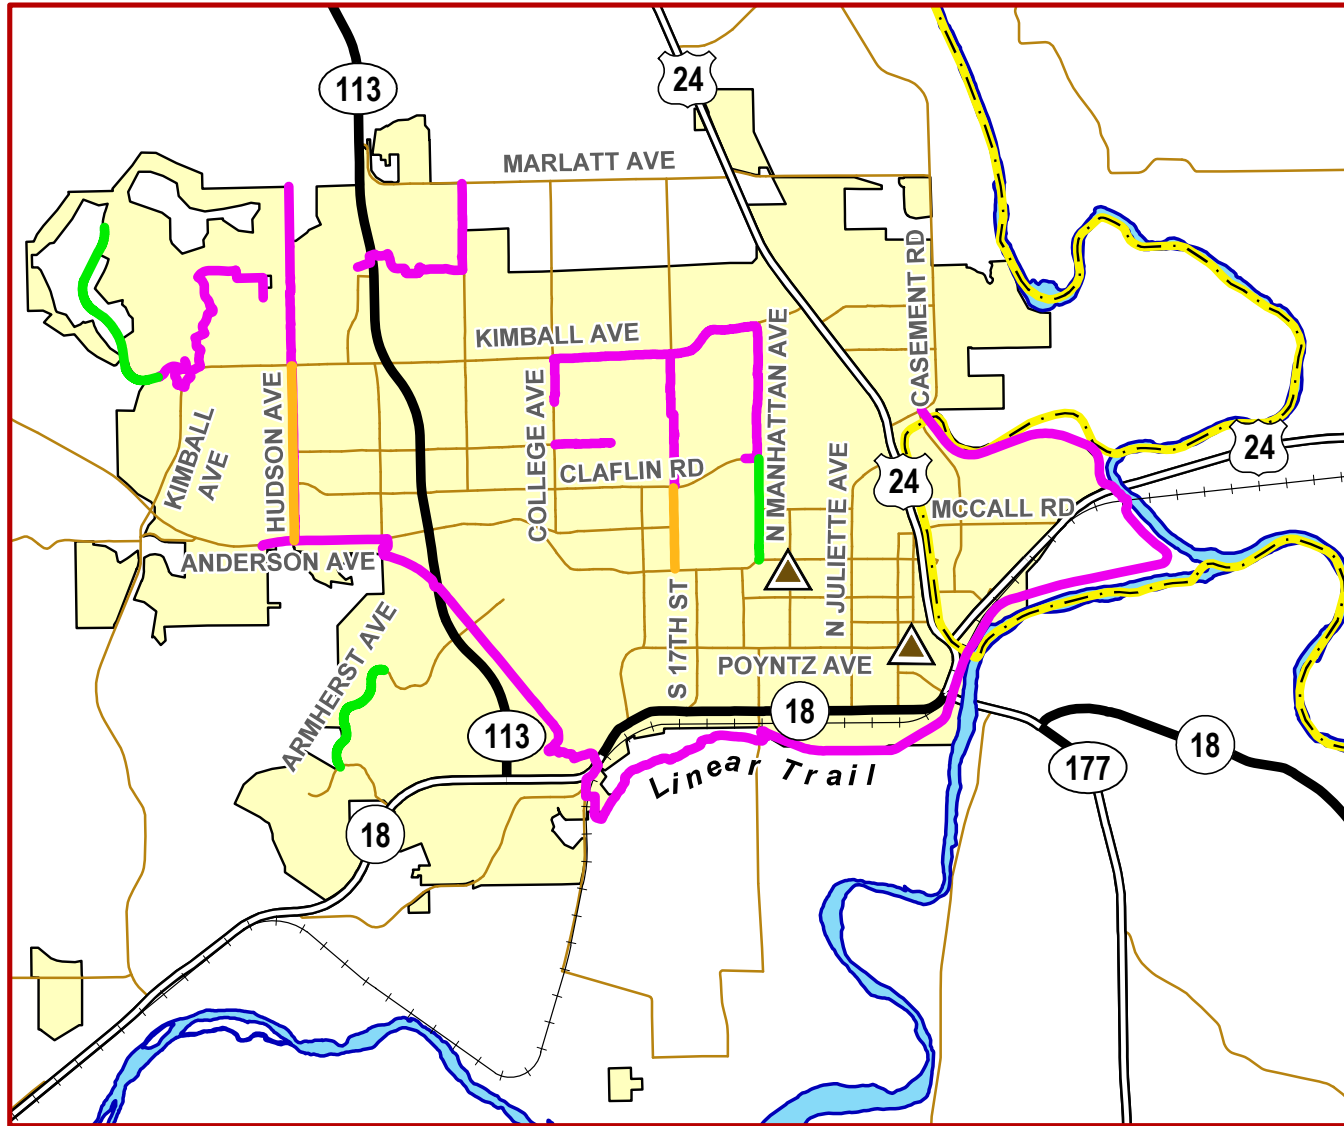 24
113
MARLATT AVE
CASEMENT RD
KIMBALL AVE
N MANHATTAN AVE
HUDSON AVE
COLLEGE AVE
KIMBALL
AVE
CLAFLIN RD
N JULIETTE AVE
24
24
MCCALL RD
ANDERSON AVE
ARMHERST AVE
S 17TH ST
POYNTZ AVE
18
113
18
177
Linear Trail
18